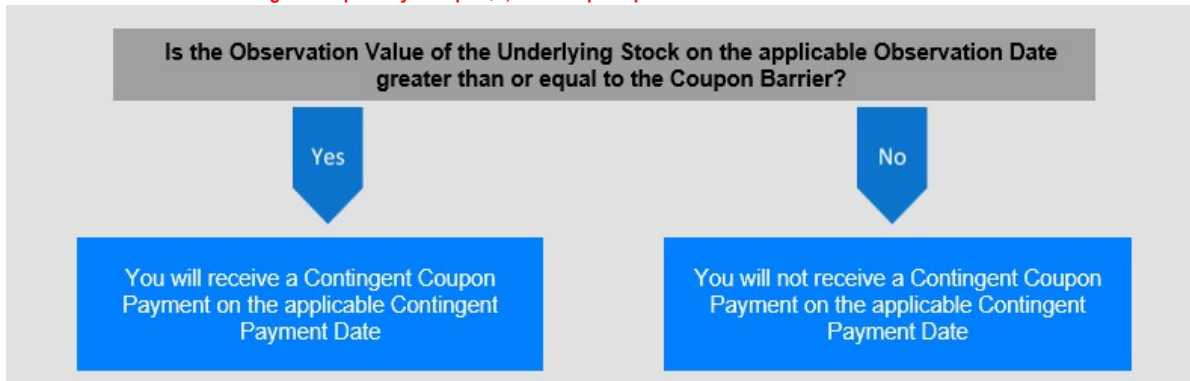 Is the Observation Value of the Underlying Stock on the applicable Observation Date
greater than or equal to the Coupon Barrier?
Yes
No
You will receive a Contingent Coupon
Payment on the applicable Contingent
Payment Date
You will not receive a Contingent Coupon
Payment on the applicable Contingent
Payment Date